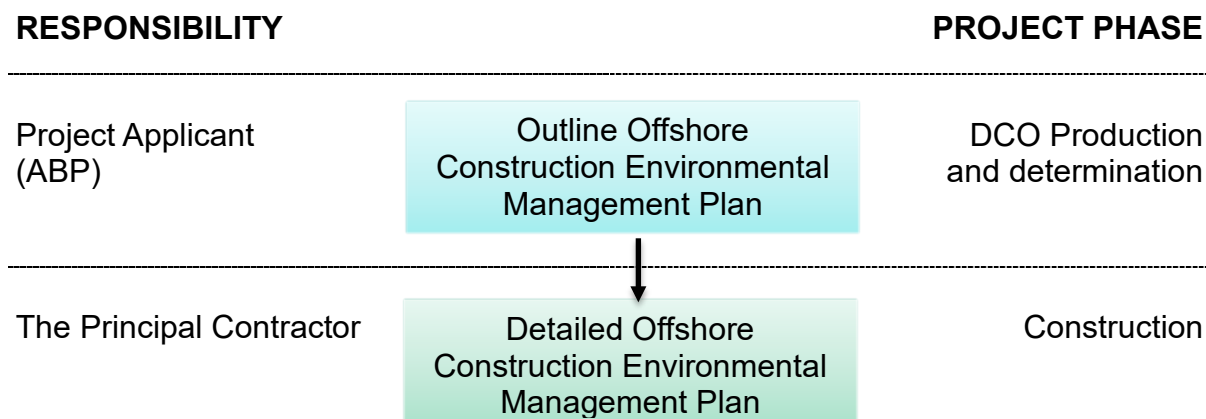 RESPONSIBILITY
PROJECT PHASE
Project Applicant
(ABP)
Outline Offshore
Construction Environmental
Management Plan
DCO Production
and determination
The Principal Contractor
Detailed Offshore
Construction Environmental
Management Plan
Construction